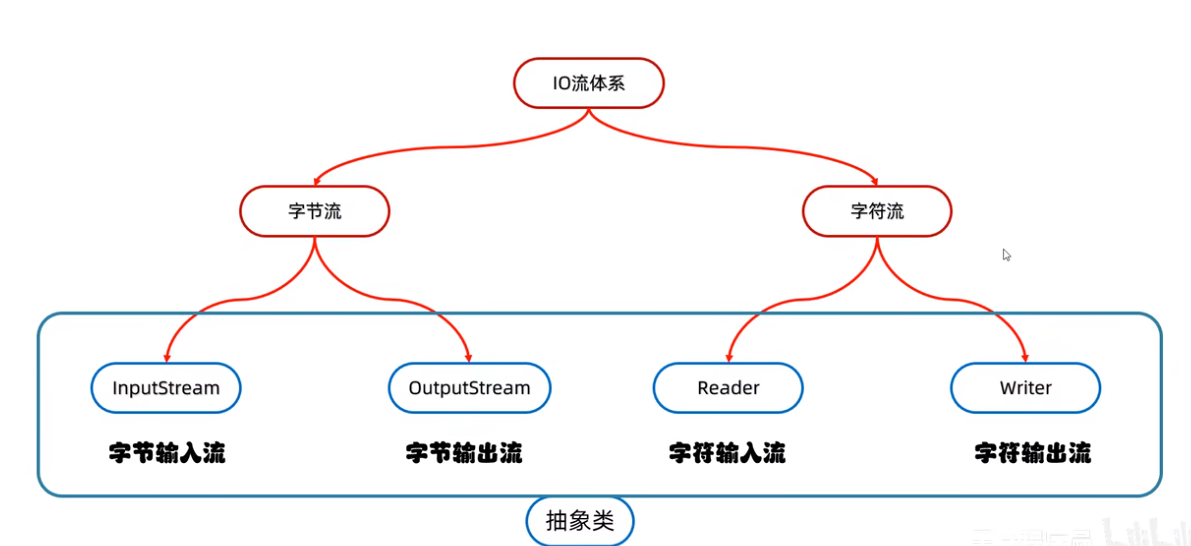 IO流体系
字节流
字符流
InputStream
OutputStream
Reader
Writer
字节输入流
字节输出流
字符输入流
字符输出流
抽象类